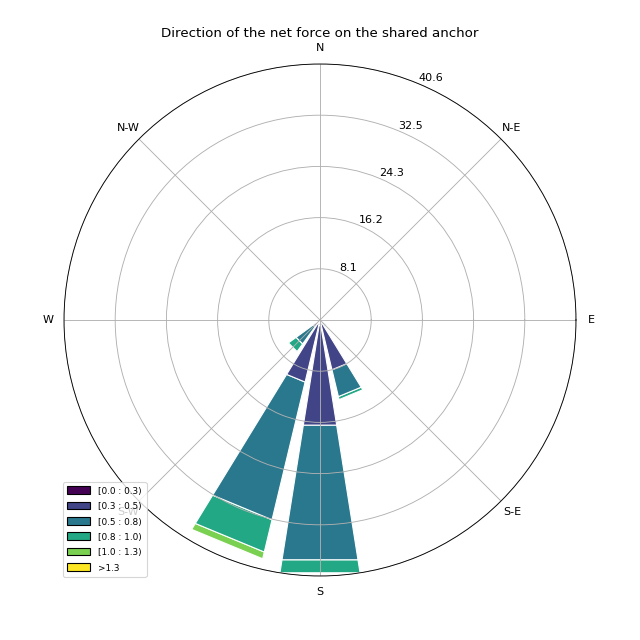 Direction of the net force on the shared anchor
N
N-W
N-E
40.6
32.5
24.3
16.2
8.1
W
E
S-W
S-E
S
[0.0 : 0.3)
[0.3 : 0.5)
[0.5 : 0.8)
[0.8 : 1.0)
[1.0 : 1.3)
>1.3